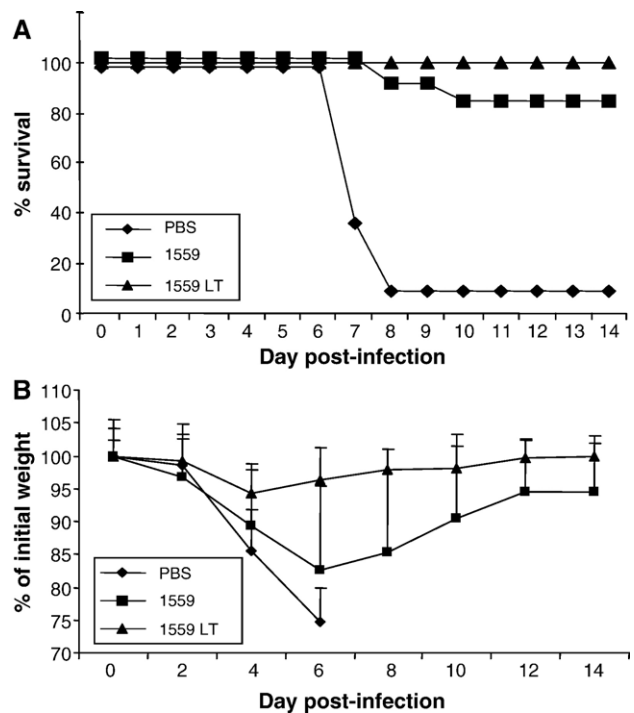 A
% survival
100
80
60
40
20
0
PBS
1559
1559 LT
0 1 2 3 4 5 6 7 8 9 10 11 12 13 14
Day post-infection
B
% of initial weight
110
105
100
95
90
85
80
75
70
PBS
1559
1559 LT
0 2 4 6 8 10 12 14
Day post-infection